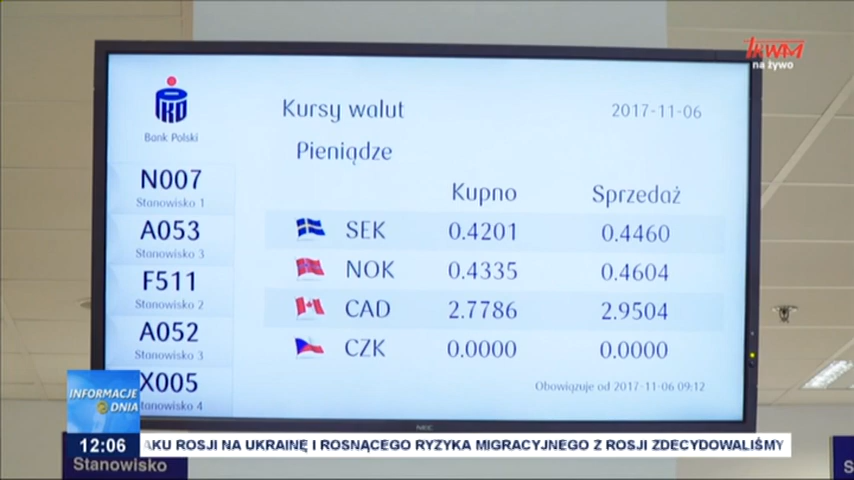 TRWAM
na żywo
PKO
Bank Polski
Kursy walut
2017-11-06
Pieniądze
Kupno Sprzedaż
SEK 0.4201 0.4460
NOK 0.4335 0.4604
CAD 2.7786 2.9504
CZK 0.0000 0.0000
Obowiązuje od 2017-11-06 09:12
N007
Stanowisko 1
A053
Stanowisko 3
F511
Stanowisko 2
A052
Stanowisko 3
X005
Stanowisko 4
NEC
INFORMACJE
DNIA
12:06
AKU ROSJI NA UKRAINĘ I ROSNĄCEGO RYZYKA MIGRACYJNEGO Z ROSJI ZDECYDOWALIŚMY
Stanowisko
S